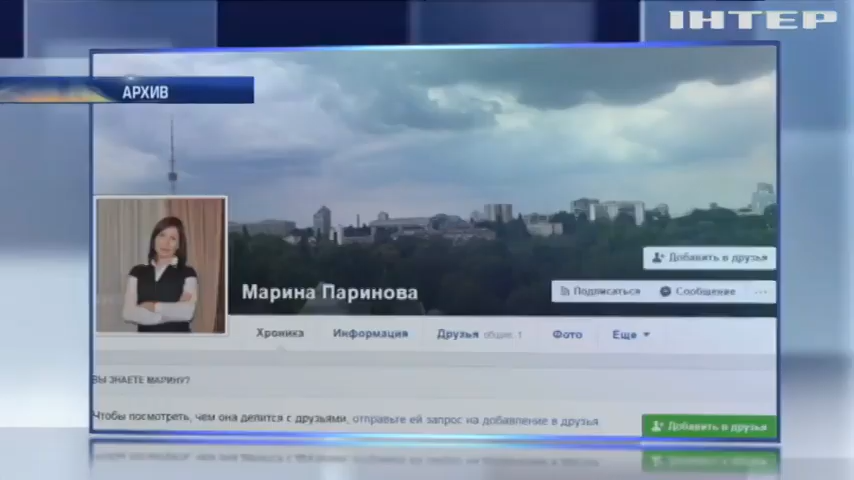 ІНТЕР
АРХИВ
Добавить в друзья
Марина Паринова
Подписаться
Сообщение ...
Хроника Информация Друзья общие: 1 Фото Еще
ВЫ ЗНАЕТЕ МАРИНУ?
Чтобы посмотреть, чем она делится с друзьями, отправьте ей запрос на добавление в друзья
Добавить в друзья